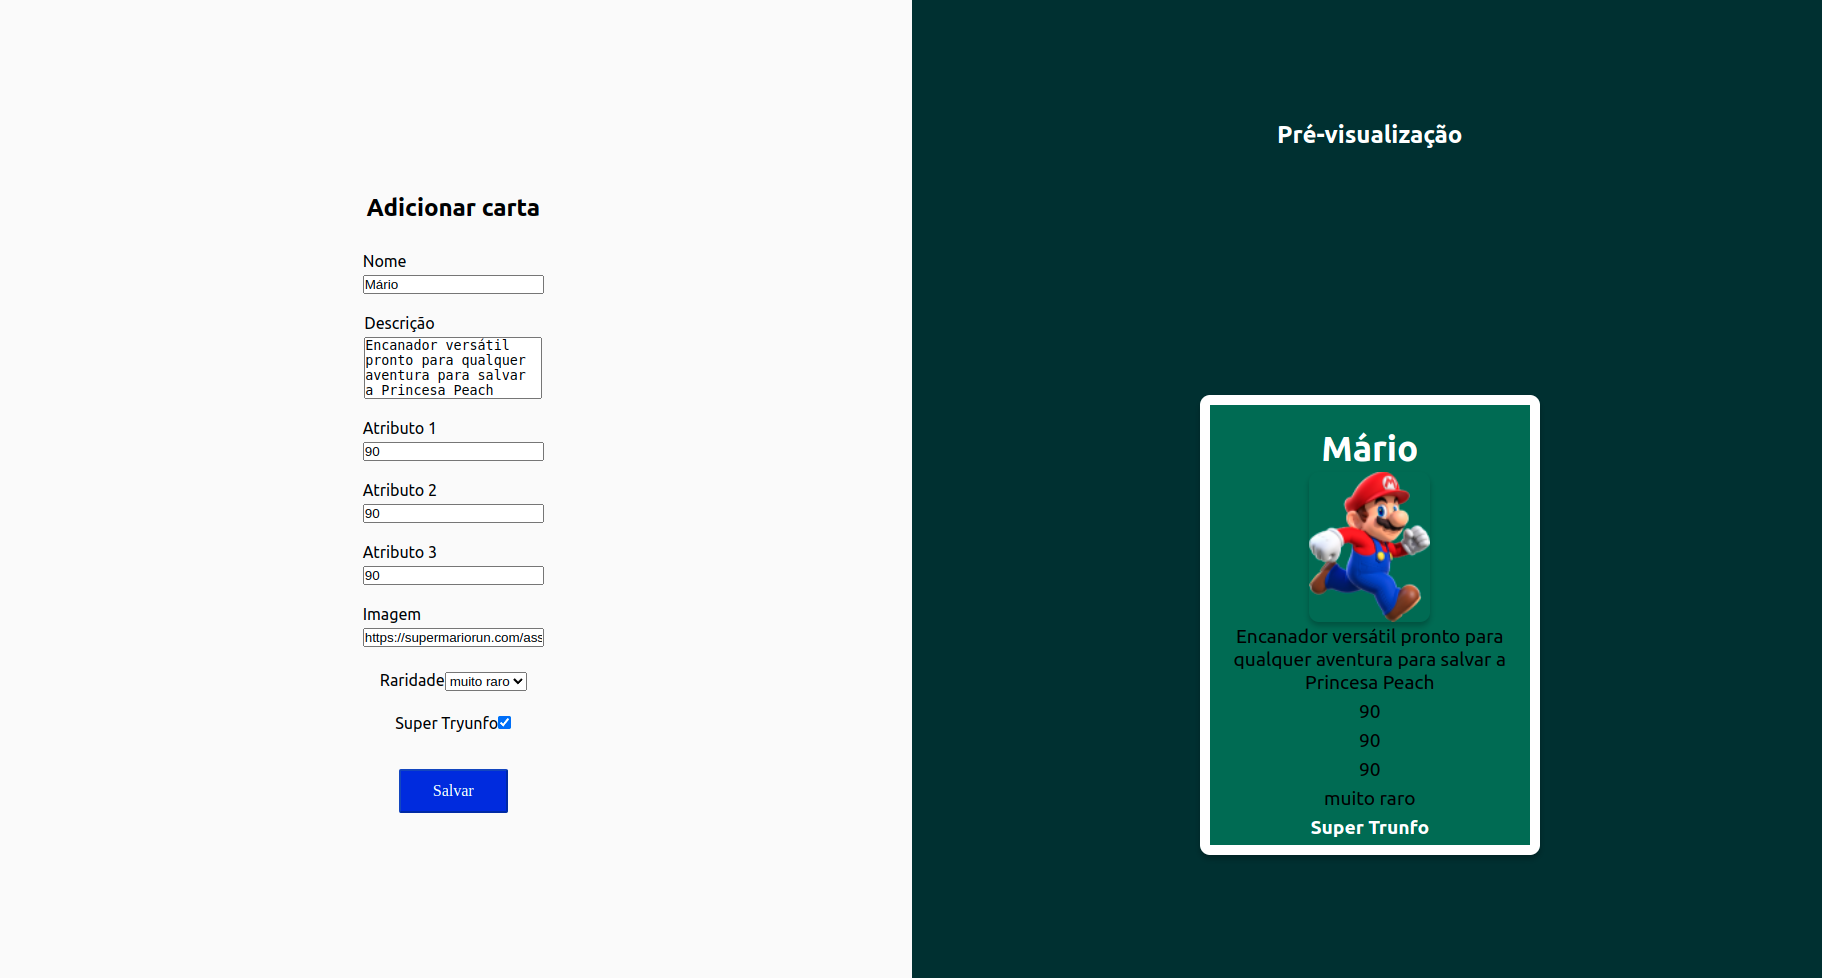 Adicionar carta
Nome
Mário
Descrição
Encanador versátil
pronto para qualquer
aventura para salvar
a Princesa Peach
Atributo 1
90
Atributo 2
90
Atributo 3
90
Imagem
https://supermariorun.com/ass
Raridade muito raro
Super Tryunfo
Salvar
Pré-visualização
Mário
M
Encanador versátil pronto para
qualquer aventura para salvar a
Princesa Peach
90
90
90
muito raro
Super Trunfo